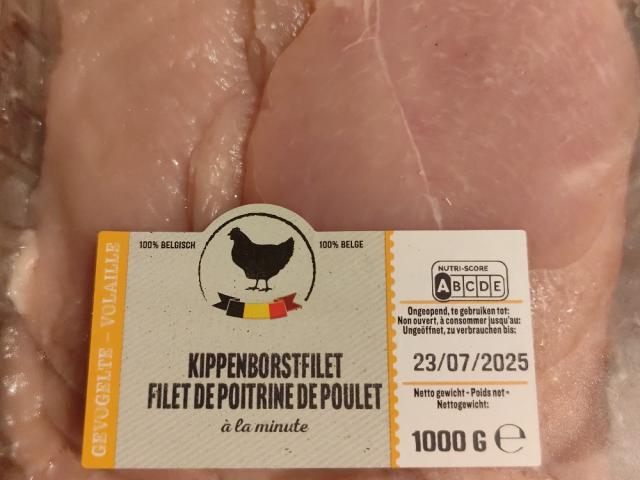 GEVOGELTE – VOLAILLE
100% BELGISCH
100% BELGE
KIPPENBORSTFILET
FILET DE POITRINE DE POULET
à la minute
NUTRI-SCORE
ABCDE
Ongeopend, te gebruiken tot:
Non ouvert, à consommer jusqu'au:
Ungeöffnet, zu verbrauchen bis:
23/07/2025
Netto gewicht - Poids net -
Nettogewicht:
1000 G ℮